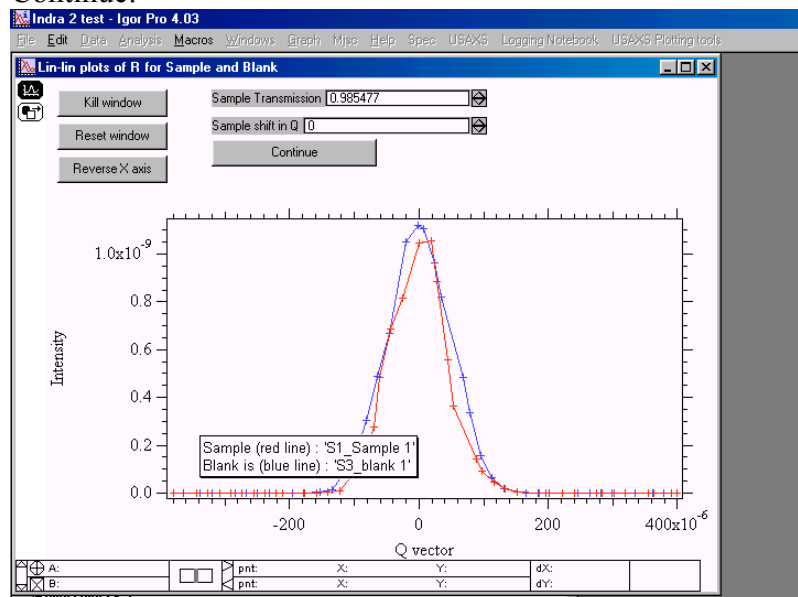 Continue.
Indra 2 test - Igor Pro 4.03
File Edit Data Analysis Macros Windows Graph Misc Help Spec USAXS Logging Notebook USAXS Plotting tools
Lin-lin plots of R for Sample and Blank
Kill window
Sample Transmission 0.985477
Reset window
Sample shift in Q 0
Continue
Reverse X axis
1.0x10⁻⁹
0.8
0.6
0.4
0.2
0.0
Intensity
Sample (red line) : 'S1_Sample 1'
Blank is (blue line) : 'S3_blank 1'
-200 0 200 400x10⁻⁶
Q vector
A: pnt: X: Y: dX:
B: pnt: X: Y: dY: